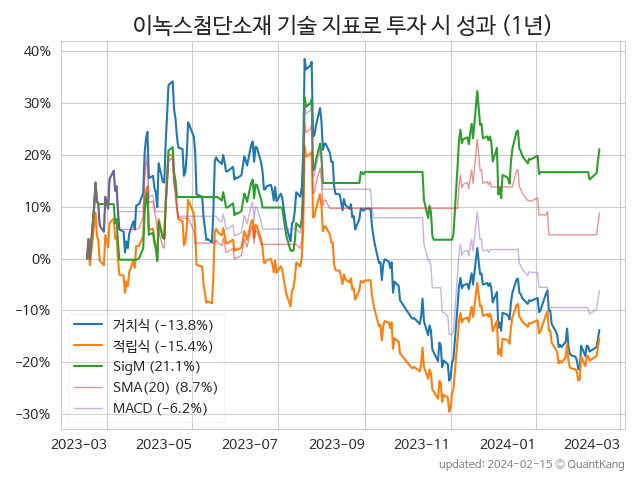 이녹스첨단소재 기술 지표로 투자 시 성과 (1년)
40%
30%
20%
10%
0%
−10%
−20%
−30%
거치식 (−13.8%)
적립식 (−15.4%)
SigM (21.1%)
SMA(20) (8.7%)
MACD (−6.2%)
2023-03 2023-05 2023-07 2023-09 2023-11 2024-01 2024-03
updated: 2024-02-15 ⓒ QuantKang